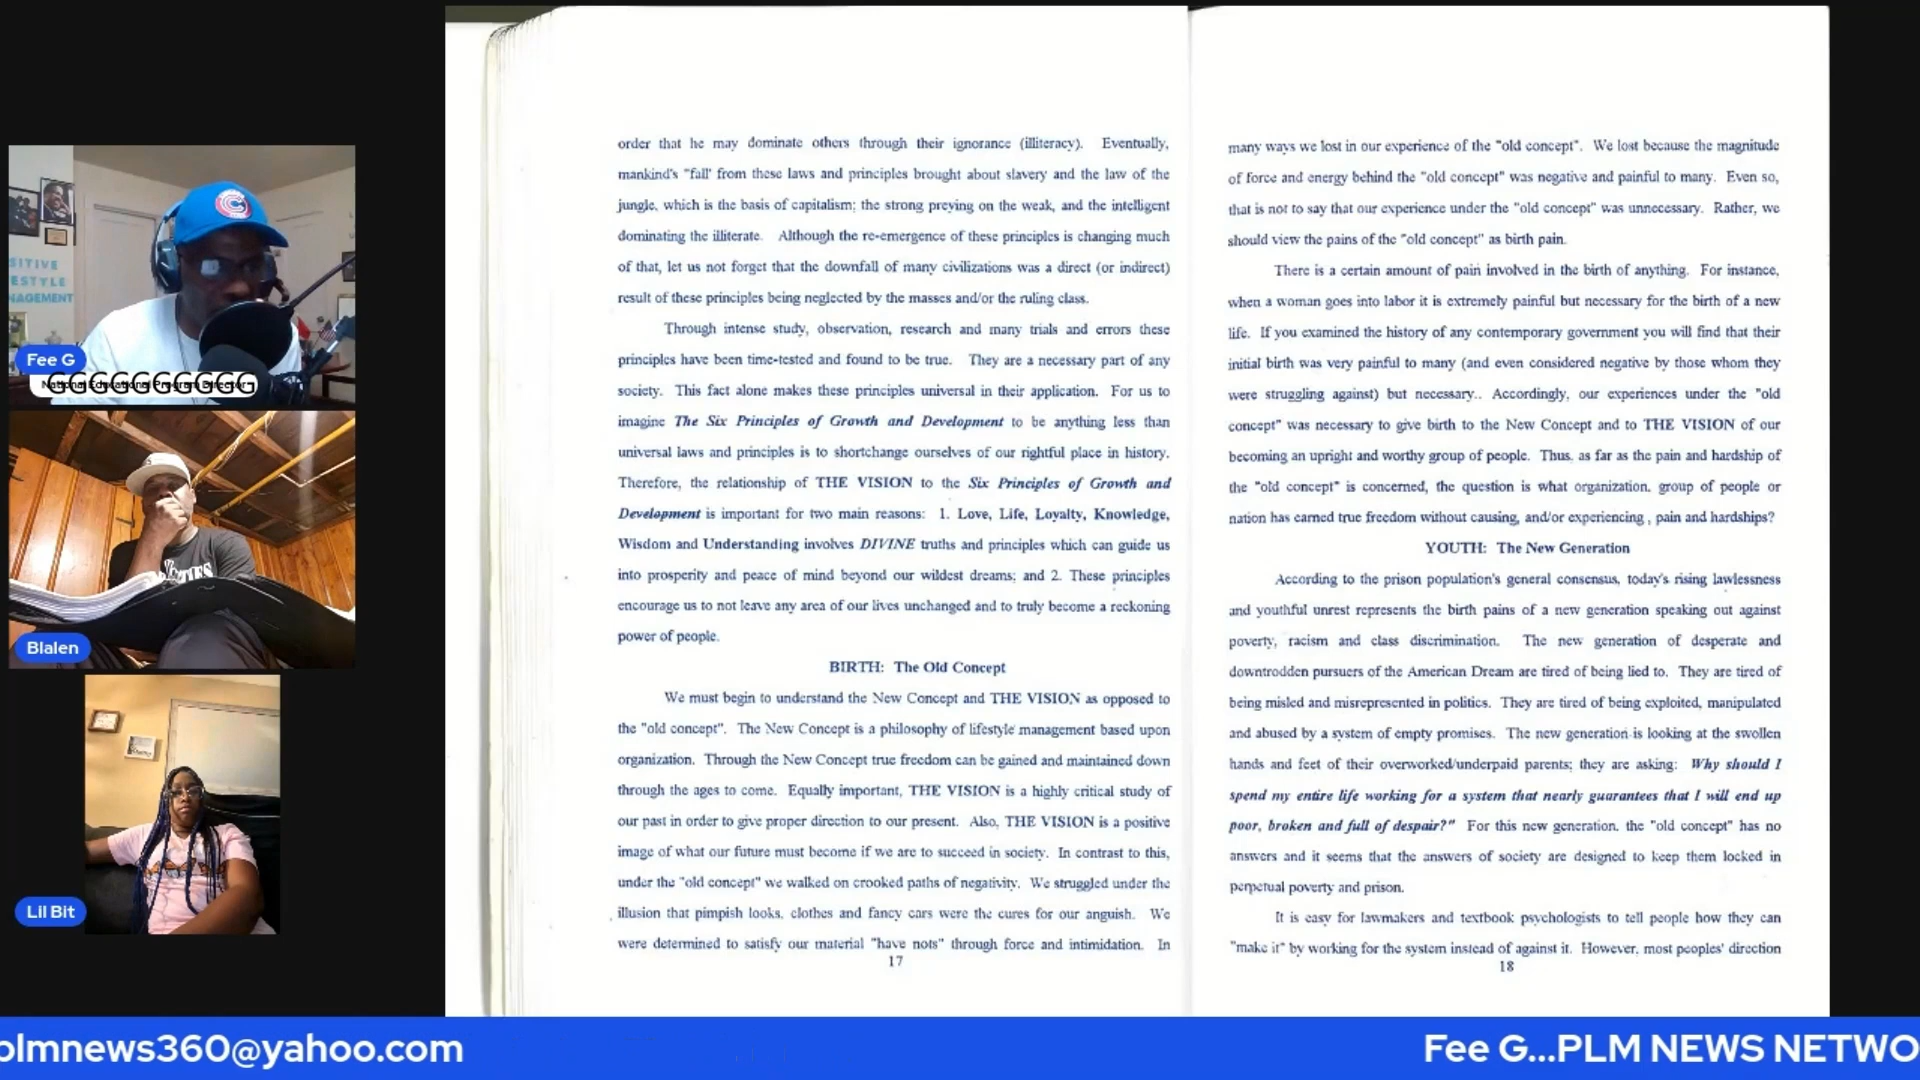 order that he may dominate others through their ignorance (illiteracy). Eventually,
mankind's "fall' from these laws and principles brought about slavery and the law of the
jungle, which is the basis of capitalism; the strong preying on the weak, and the intelligent
dominating the illiterate. Although the re-emergence of these principles is changing much
of that, let us not forget that the downfall of many civilizations was a direct (or indirect)
result of these principles being neglected by the masses and/or the ruling class.
Through intense study, observation, research and many trials and errors these
principles have been time-tested and found to be true. They are a necessary part of any
society. This fact alone makes these principles universal in their application. For us to
imagine The Six Principles of Growth and Development to be anything less than
universal laws and principles is to shortchange ourselves of our rightful place in history.
Therefore, the relationship of THE VISION to the Six Principles of Growth and
Development is important for two main reasons: 1. Love, Life, Loyalty, Knowledge,
Wisdom and Understanding involves DIVINE truths and principles which can guide us
into prosperity and peace of mind beyond our wildest dreams; and 2. These principles
encourage us to not leave any area of our lives unchanged and to truly become a reckoning
power of people.
BIRTH: The Old Concept
We must begin to understand the New Concept and THE VISION as opposed to
the "old concept". The New Concept is a philosophy of lifestyle management based upon
organization. Through the New Concept true freedom can be gained and maintained down
through the ages to come. Equally important, THE VISION is a highly critical study of
our past in order to give proper direction to our present. Also, THE VISION is a positive
image of what our future must become if we are to succeed in society. In contrast to this,
under the "old concept" we walked on crooked paths of negativity. We struggled under the
illusion that pimpish looks, clothes and fancy cars were the cures for our anguish. We
were determined to satisfy our material "have nots" through force and intimidation. In
17
many ways we lost in our experience of the "old concept". We lost because the magnitude
of force and energy behind the "old concept" was negative and painful to many. Even so,
that is not to say that our experience under the "old concept" was unnecessary. Rather, we
should view the pains of the "old concept" as birth pain.
There is a certain amount of pain involved in the birth of anything. For instance,
when a woman goes into labor it is extremely painful but necessary for the birth of a new
life. If you examined the history of any contemporary government you will find that their
initial birth was very painful to many (and even considered negative by those whom they
were struggling against) but necessary.. Accordingly, our experiences under the "old
concept" was necessary to give birth to the New Concept and to THE VISION of our
becoming an upright and worthy group of people. Thus, as far as the pain and hardship of
the "old concept" is concerned, the question is what organization, group of people or
nation has earned true freedom without causing, and/or experiencing , pain and hardships?
YOUTH: The New Generation
According to the prison population's general consensus, today's rising lawlessness
and youthful unrest represents the birth pains of a new generation speaking out against
poverty, racism and class discrimination. The new generation of desperate and
downtrodden pursuers of the American Dream are tired of being lied to. They are tired of
being misled and misrepresented in politics. They are tired of being exploited, manipulated
and abused by a system of empty promises. The new generation is looking at the swollen
hands and feet of their overworked/underpaid parents; they are asking: Why should I
spend my entire life working for a system that nearly guarantees that I will end up
poor, broken and full of despair?" For this new generation, the "old concept" has no
answers and it seems that the answers of society are designed to keep them locked in
perpetual poverty and prison.
It is easy for lawmakers and textbook psychologists to tell people how they can
"make it" by working for the system instead of against it. However, most peoples' direction
18
SITIVE
ESTYLE
NAGEMENT
Fee G
National Educational Program Director
GGGGGGGGGG
Blalen
Lil Bit
plmnews360@yahoo.com
Fee G...PLM NEWS NETWO